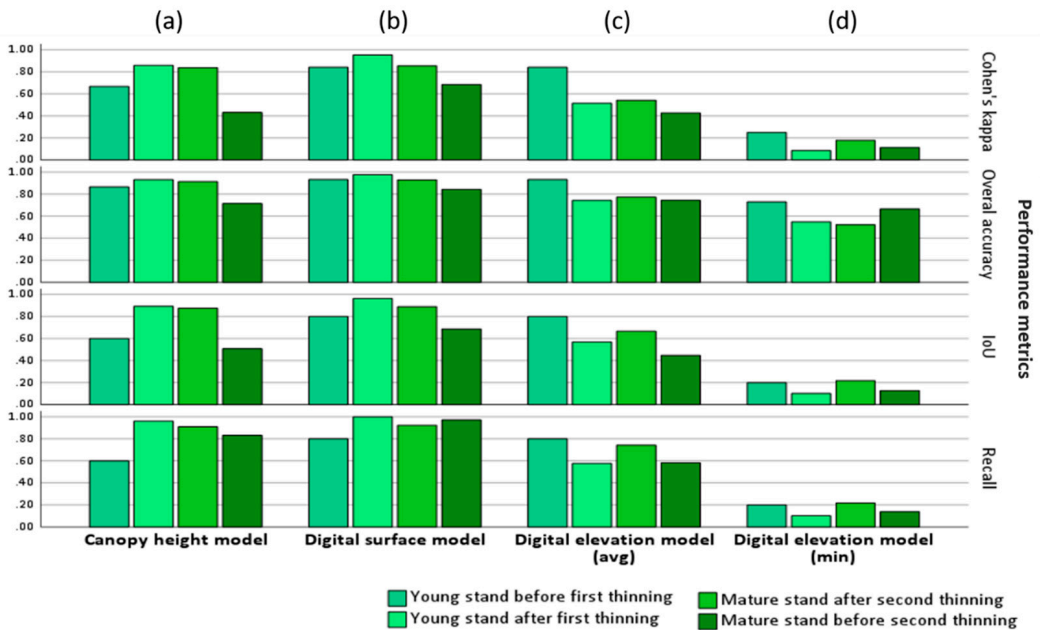 (a) (b) (c) (d)
1.00
.80
.60
.40
.20
.00
Cohen's kappa
1.00
.80
.60
.40
.20
.00
Overal accuracy
1.00
.80
.60
.40
.20
.00
IoU
1.00
.80
.60
.40
.20
.00
Recall
Performance metrics
Canopy height model
Digital surface model
Digital elevation model
(avg)
Digital elevation model
(min)
Young stand before first thinning
Young stand after first thinning
Mature stand after second thinning
Mature stand before second thinning